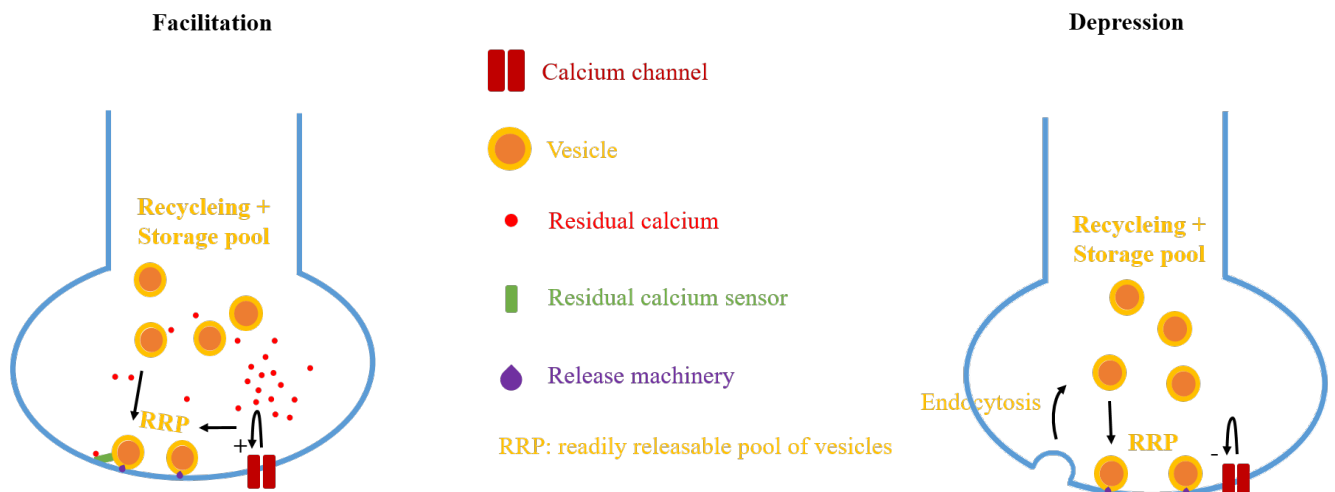 Facilitation
Depression
Calcium channel
Vesicle
Residual calcium
Residual calcium sensor
Release machinery
RRP: readily releasable pool of vesicles
Recycleing +
Storage pool
RRP
+
Recycleing +
Storage pool
Endocytosis
RRP
-